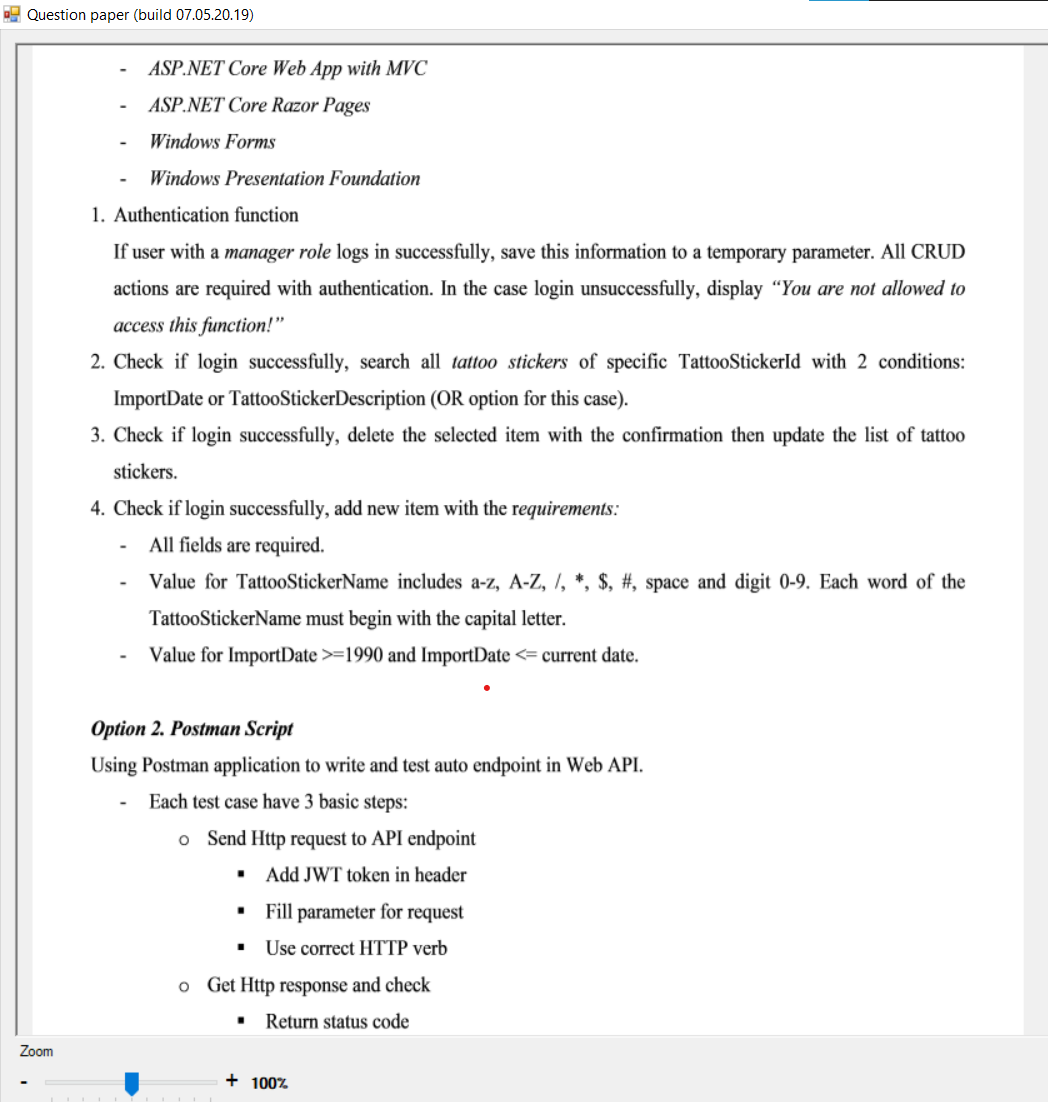 Question paper (build 07.05.20.19)
- ASP.NET Core Web App with MVC
- ASP.NET Core Razor Pages
- Windows Forms
- Windows Presentation Foundation
1. Authentication function
If user with a manager role logs in successfully, save this information to a temporary parameter. All CRUD
actions are required with authentication. In the case login unsuccessfully, display “You are not allowed to
access this function!”
2. Check if login successfully, search all tattoo stickers of specific TattooStickerId with 2 conditions:
ImportDate or TattooStickerDescription (OR option for this case).
3. Check if login successfully, delete the selected item with the confirmation then update the list of tattoo
stickers.
4. Check if login successfully, add new item with the requirements:
- All fields are required.
- Value for TattooStickerName includes a-z, A-Z, /, *, $, #, space and digit 0-9. Each word of the
TattooStickerName must begin with the capital letter.
- Value for ImportDate >=1990 and ImportDate <= current date.
Option 2. Postman Script
Using Postman application to write and test auto endpoint in Web API.
- Each test case have 3 basic steps:
o Send Http request to API endpoint
▪ Add JWT token in header
▪ Fill parameter for request
▪ Use correct HTTP verb
o Get Http response and check
▪ Return status code
Zoom
- + 100%